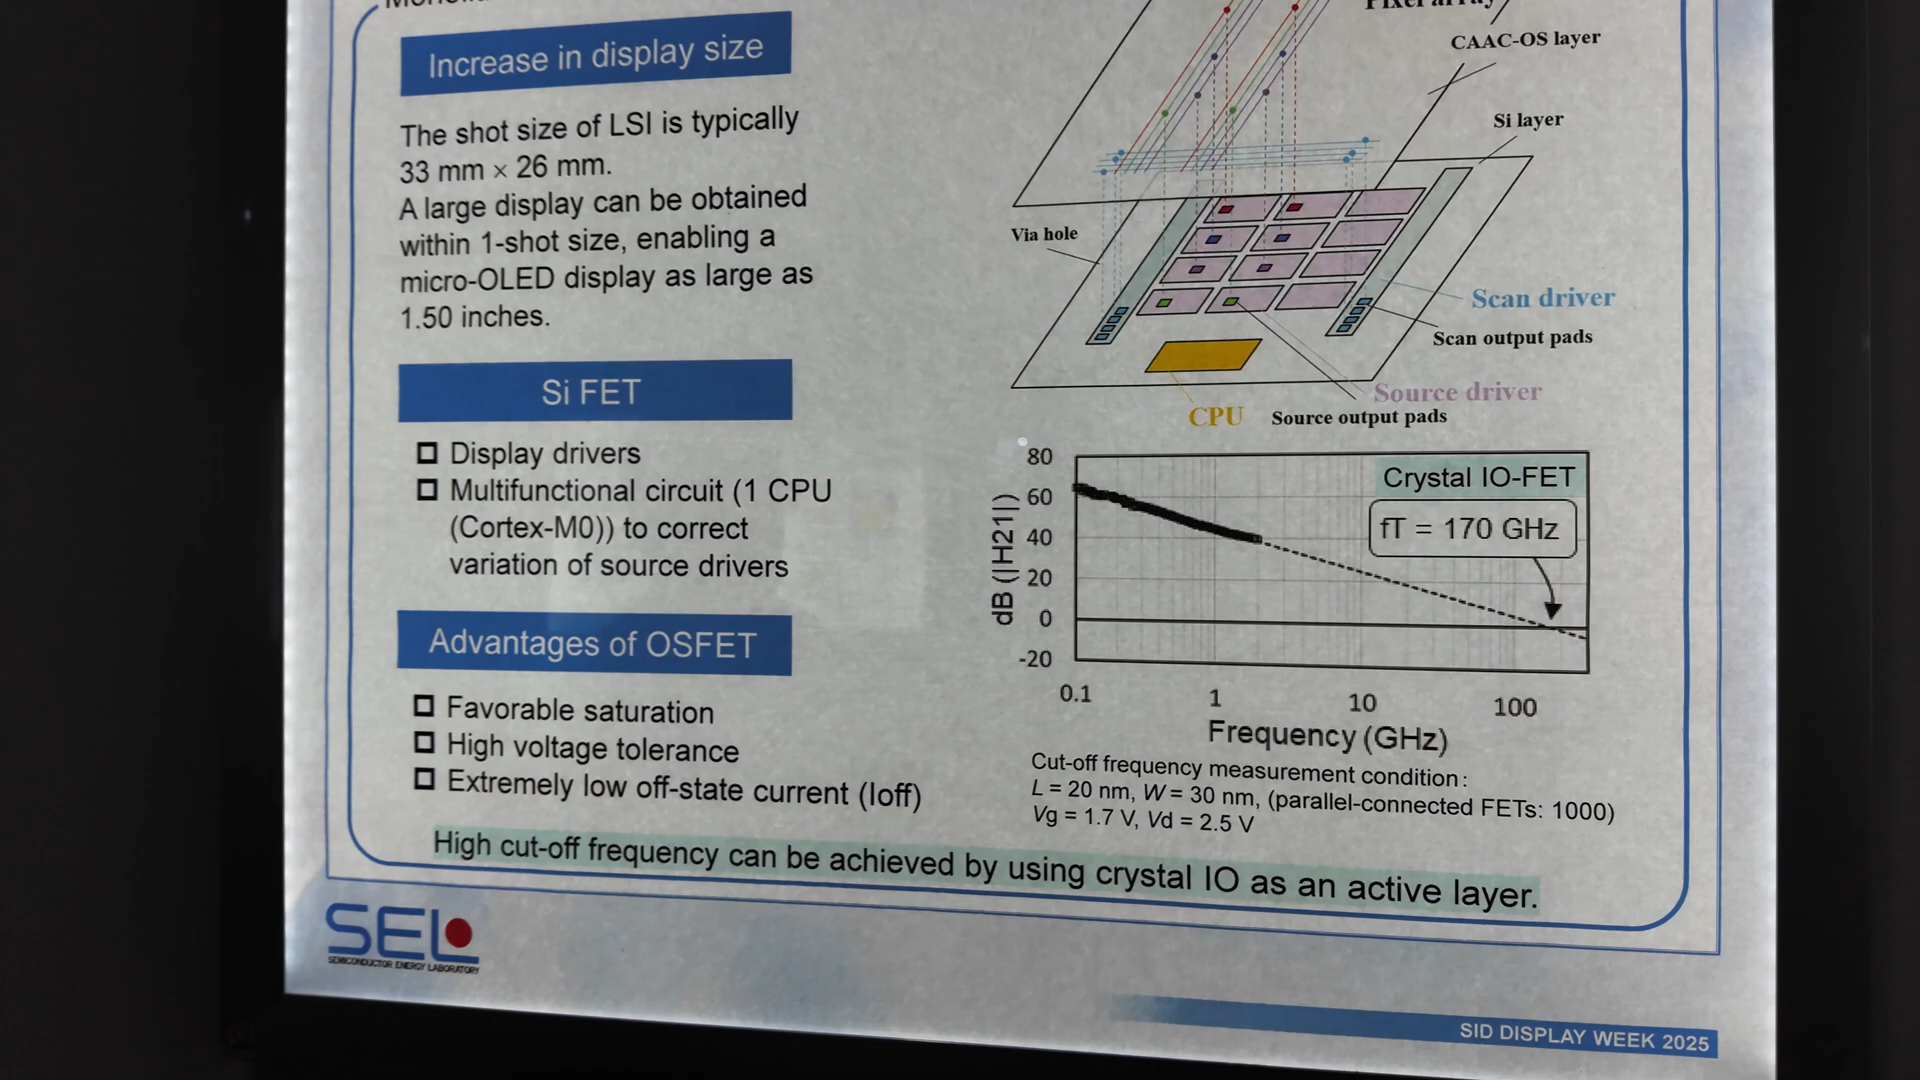 Increase in display size
The shot size of LSI is typically
33 mm × 26 mm.
A large display can be obtained
within 1-shot size, enabling a
micro-OLED display as large as
1.50 inches.
Si FET
Display drivers
Multifunctional circuit (1 CPU
(Cortex-M0)) to correct
variation of source drivers
Advantages of OSFET
Favorable saturation
High voltage tolerance
Extremely low off-state current (Ioff)
Pixel array
CAAC-OS layer
Si layer
Via hole
Scan driver
Scan output pads
Source driver
CPU
Source output pads
80
60
40
20
0
-20
dB (|H21|)
Crystal IO-FET
fT = 170 GHz
0.1
1
10
100
Frequency (GHz)
Cut-off frequency measurement condition:
L = 20 nm, W = 30 nm, (parallel-connected FETs: 1000)
Vg = 1.7 V, Vd = 2.5 V
High cut-off frequency can be achieved by using crystal IO as an active layer.
SEL
SEMICONDUCTOR ENERGY LABORATORY
SID DISPLAY WEEK 2025